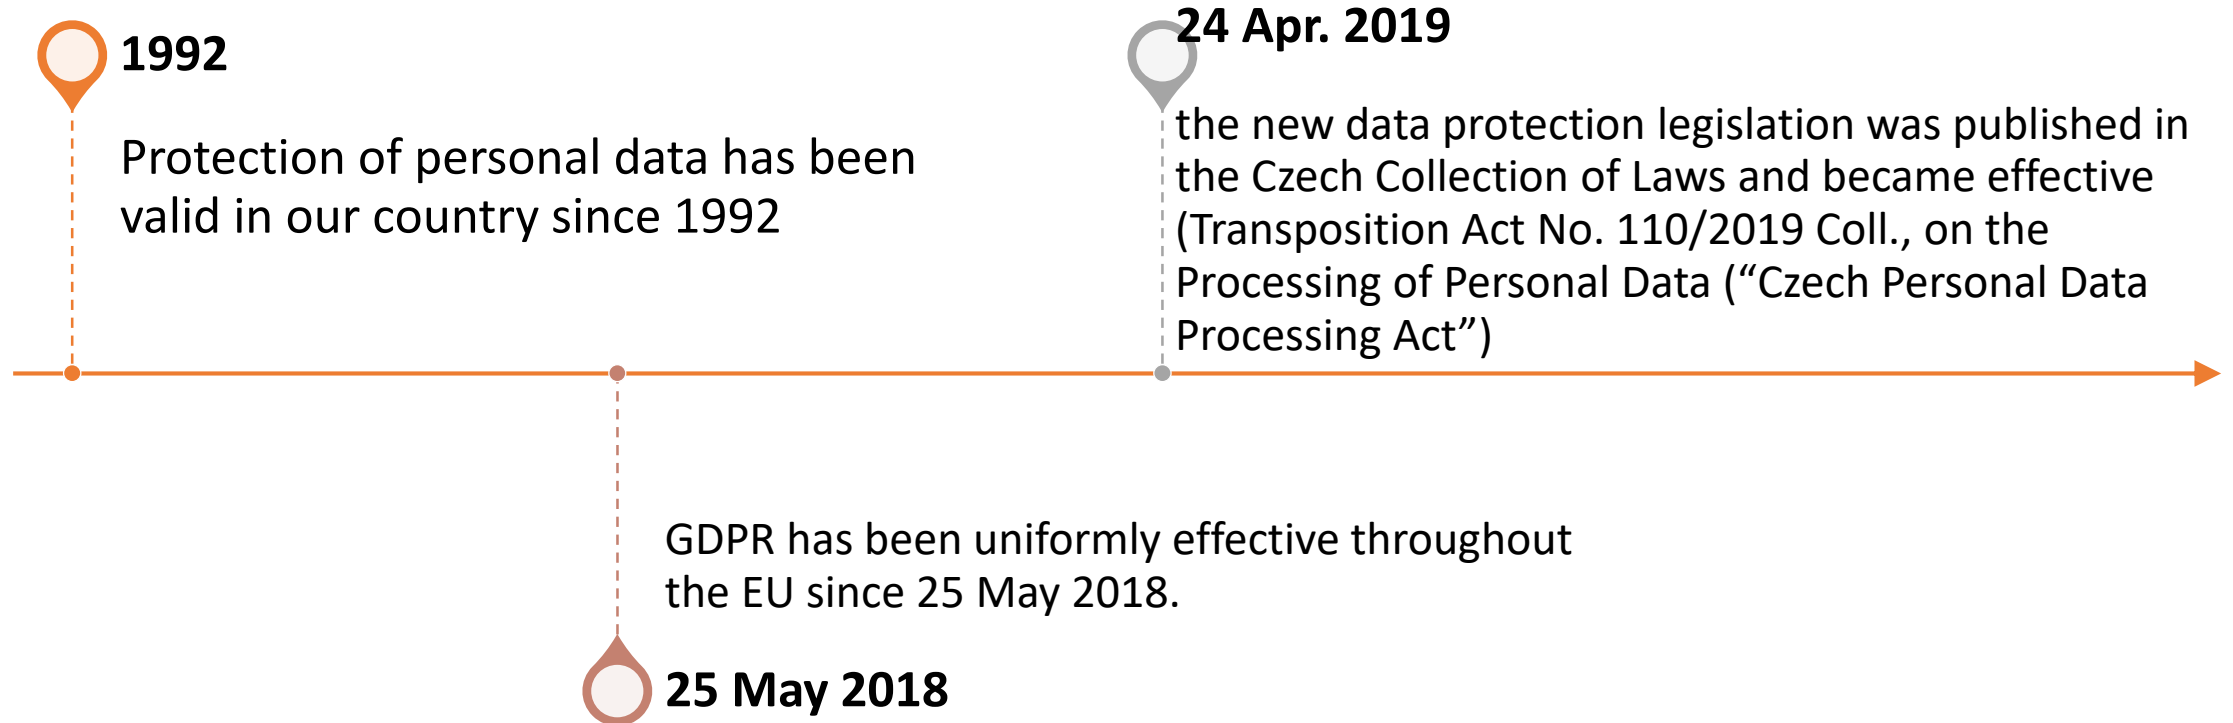 1992
Protection of personal data has been
valid in our country since 1992
24 Apr. 2019
the new data protection legislation was published in
the Czech Collection of Laws and became effective
(Transposition Act No. 110/2019 Coll., on the
Processing of Personal Data (“Czech Personal Data
Processing Act”)
GDPR has been uniformly effective throughout
the EU since 25 May 2018.
25 May 2018